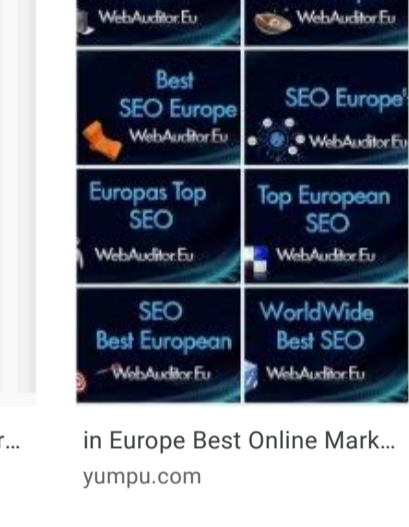 WebAuditor.Eu
WebAuditor.Eu
Best
SEO Europe
WebAuditor.Eu
SEO Europe'
WebAuditor.Eu
Europas Top
SEO
WebAuditor.Eu
Top European
SEO
WebAuditor.Eu
SEO
Best European
WebAuditor.Eu
WorldWide
Best SEO
WebAuditor.Eu
r...
in Europe Best Online Mark...
yumpu.com